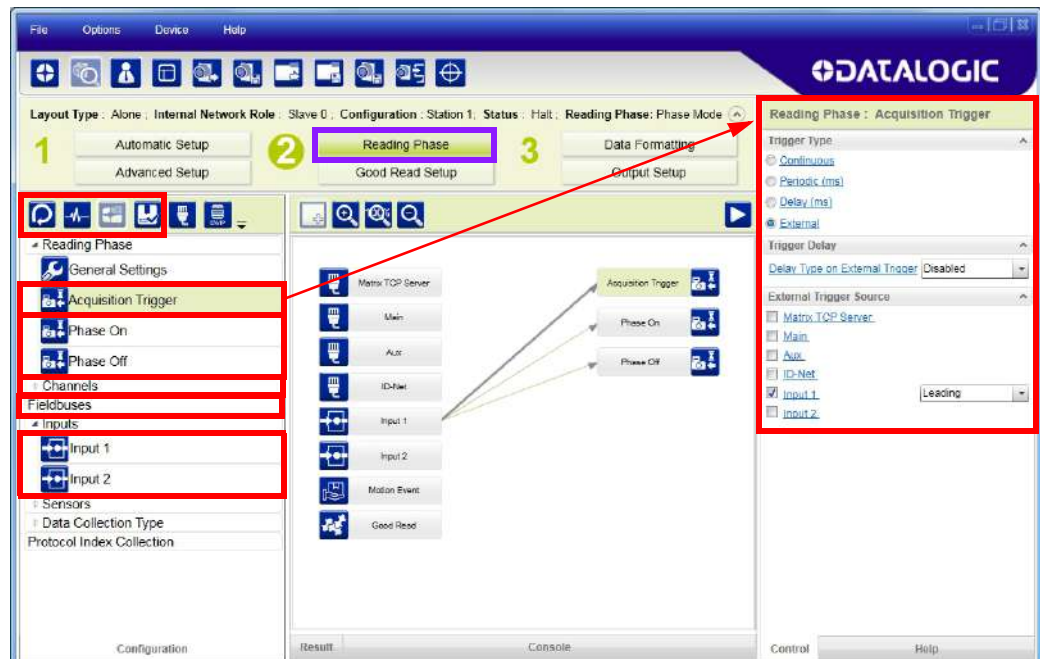 File Options Device Help
DATALOGIC
Layout Type : Alone ; Internal Network Role : Slave 0 ; Configuration : Station 1; Status : Halt ; Reading Phase: Phase Mode
1 Automatic Setup 2 Reading Phase 3 Data Formatting
Advanced Setup Good Read Setup Output Setup
Reading Phase
General Settings
Acquisition Trigger
Phase On
Phase Off
Channels
Fieldbuses
Inputs
Input 1
Input 2
Sensors
Data Collection Type
Protocol Index Collection
Configuration
Matrix TCP Server
Main
Aux
ID-Net
Input 1
Input 2
Motion Event
Good Read
Acquisition Trigger
Phase On
Phase Off
Result Console
Reading Phase : Acquisition Trigger
Trigger Type
Continuous
Periodic (ms)
Delay (ms)
External
Trigger Delay
Delay Type on External Trigger Disabled
External Trigger Source
Matrix TCP Server
Main
Aux
ID-Net
Input 1 Leading
Input 2
Control Help